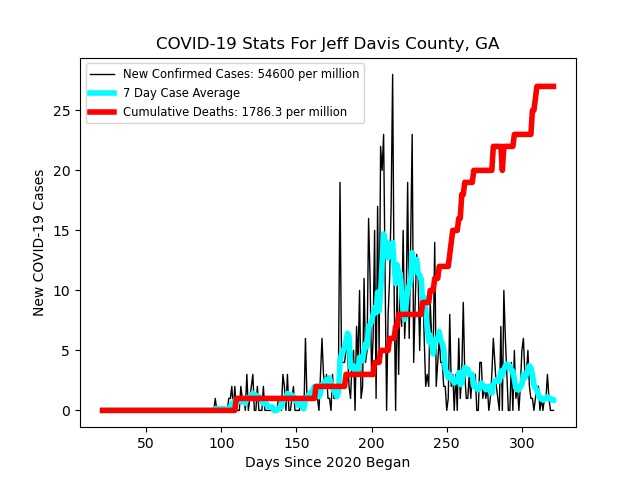 COVID-19 Stats For Jeff Davis County, GA
New Confirmed Cases: 54600 per million
7 Day Case Average
Cumulative Deaths: 1786.3 per million
New COVID-19 Cases
25
20
15
10
5
0
50 100 150 200 250 300
Days Since 2020 Began